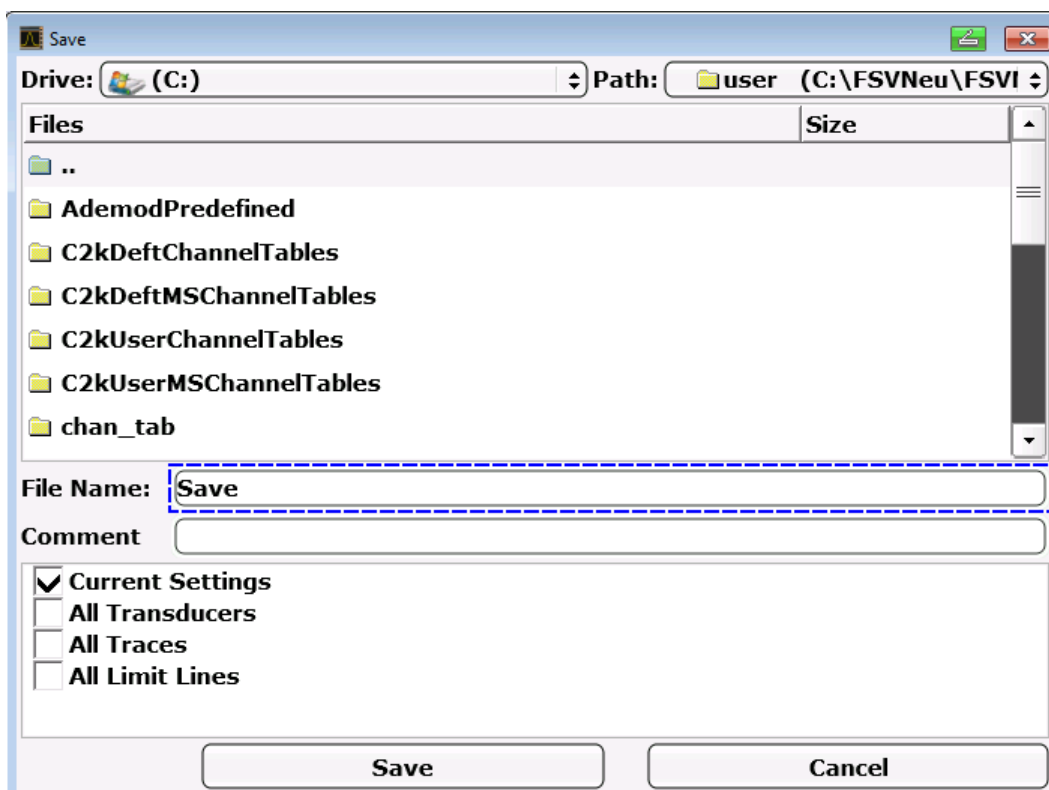 Save
Drive: (C:) Path: user (C:\FSVNeu\FSVI
Files Size
..
AdemodPredefined
C2kDeftChannelTables
C2kDeftMSChannelTables
C2kUserChannelTables
C2kUserMSChannelTables
chan_tab
File Name: Save
Comment
Current Settings
All Transducers
All Traces
All Limit Lines
Save Cancel